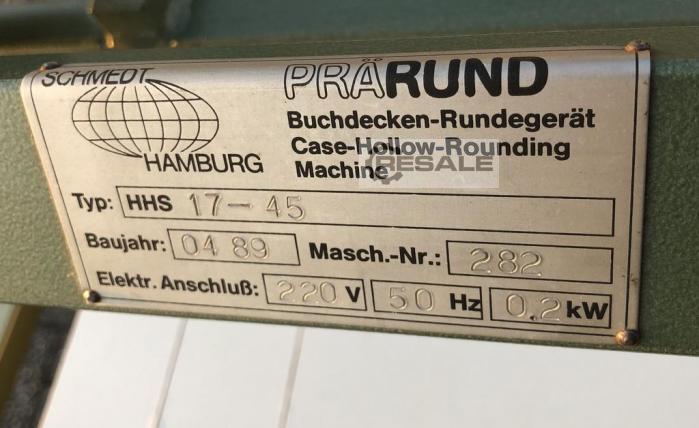 SCHMEDT
HAMBURG
PRÄRUND
Buchdecken-Rundegerät
Case-Hollow-Rounding
Machine
RESALE
Typ: HHS 17-45
Baujahr: 04 89 Masch.-Nr.: 282
Elektr. Anschluß: 220 V 50 Hz 0.2 kW